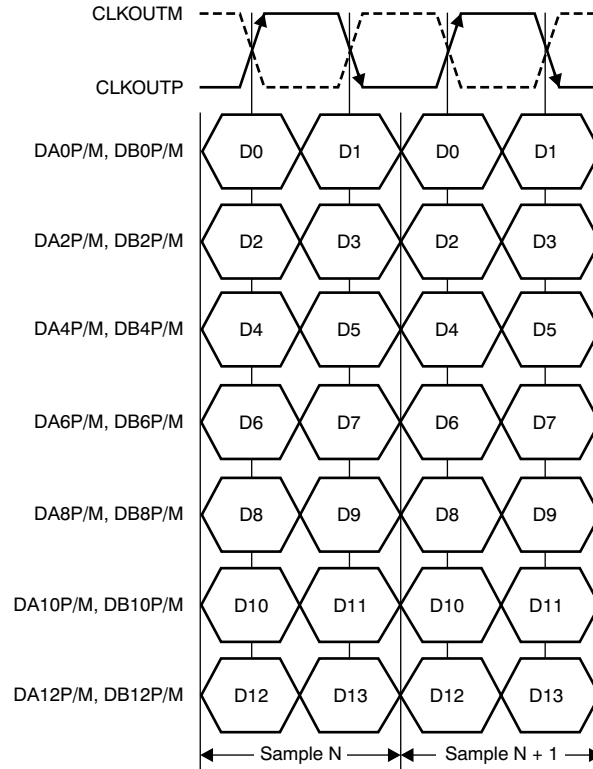 CLKOUTM
CLKOUTP
DA0P/M, DB0P/M D0 D1 D0 D1
DA2P/M, DB2P/M D2 D3 D2 D3
DA4P/M, DB4P/M D4 D5 D4 D5
DA6P/M, DB6P/M D6 D7 D6 D7
DA8P/M, DB8P/M D8 D9 D8 D9
DA10P/M, DB10P/M D10 D11 D10 D11
DA12P/M, DB12P/M D12 D13 D12 D13
Sample N Sample N + 1